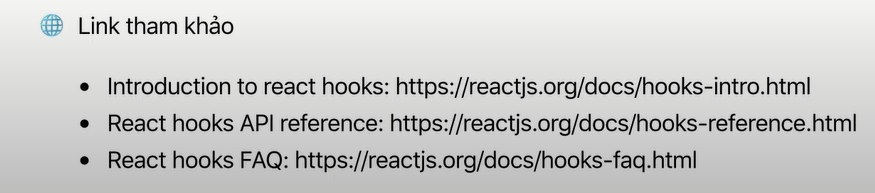 Link tham khảo
Introduction to react hooks: https://reactjs.org/docs/hooks-intro.html
React hooks API reference: https://reactjs.org/docs/hooks-reference.html
React hooks FAQ: https://reactjs.org/docs/hooks-faq.html